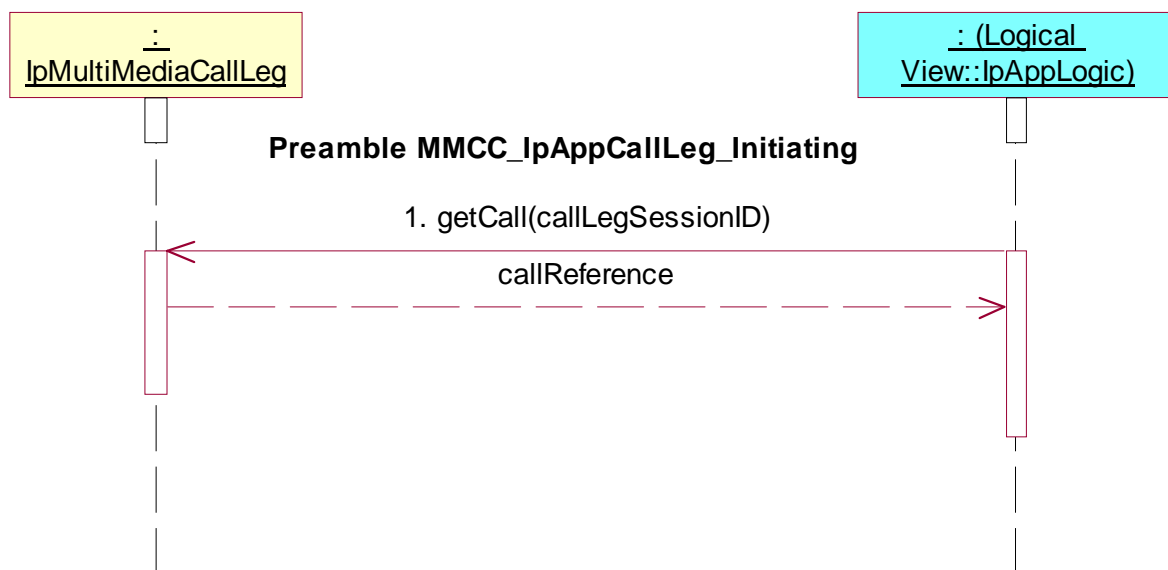 :
IpMultiMediaCallLeg
: (Logical
View::IpAppLogic)
Preamble MMCC_IpAppCallLeg_Initiating
1. getCall(callLegSessionID)
callReference